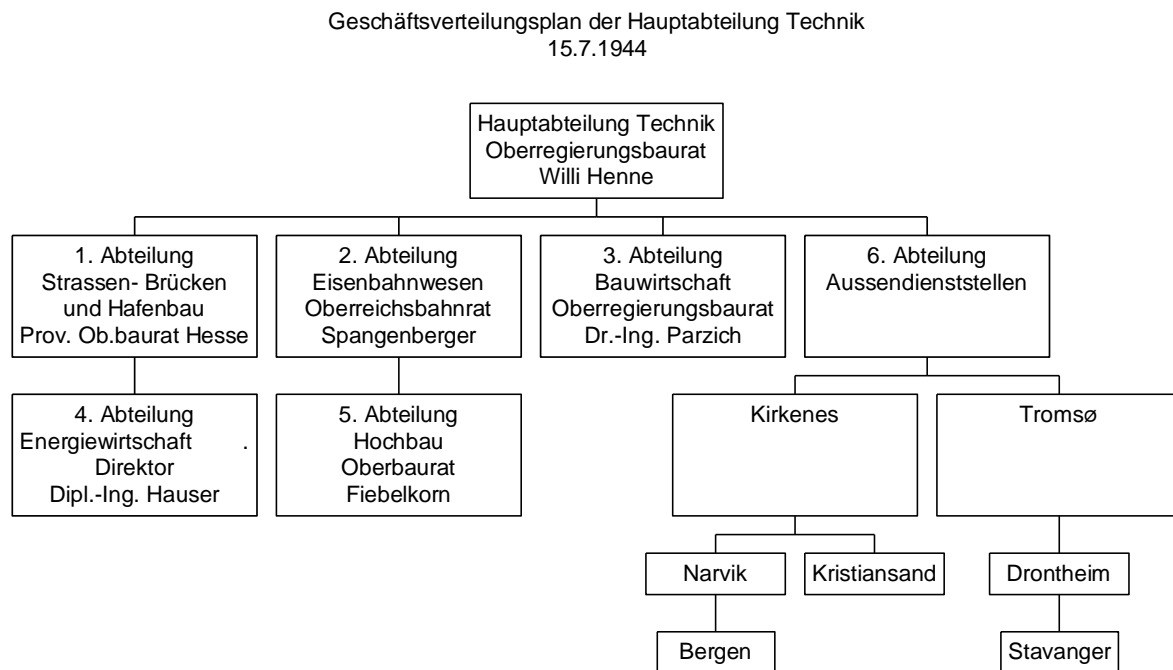 Geschäftsverteilungsplan der Hauptabteilung Technik
15.7.1944
Hauptabteilung Technik
Oberregierungsbaurat
Willi Henne
1. Abteilung
Strassen- Brücken
und Hafenbau
Prov. Ob.baurat Hesse
2. Abteilung
Eisenbahnwesen
Oberreichsbahnrat
Spangenberger
3. Abteilung
Bauwirtschaft
Oberregierungsbaurat
Dr.-Ing. Parzich
6. Abteilung
Aussendienststellen
4. Abteilung
Energiewirtschaft .
Direktor
Dipl.-Ing. Hauser
5. Abteilung
Hochbau
Oberbaurat
Fiebelkorn
Kirkenes
Tromsø
Narvik
Kristiansand
Drontheim
Bergen
Stavanger